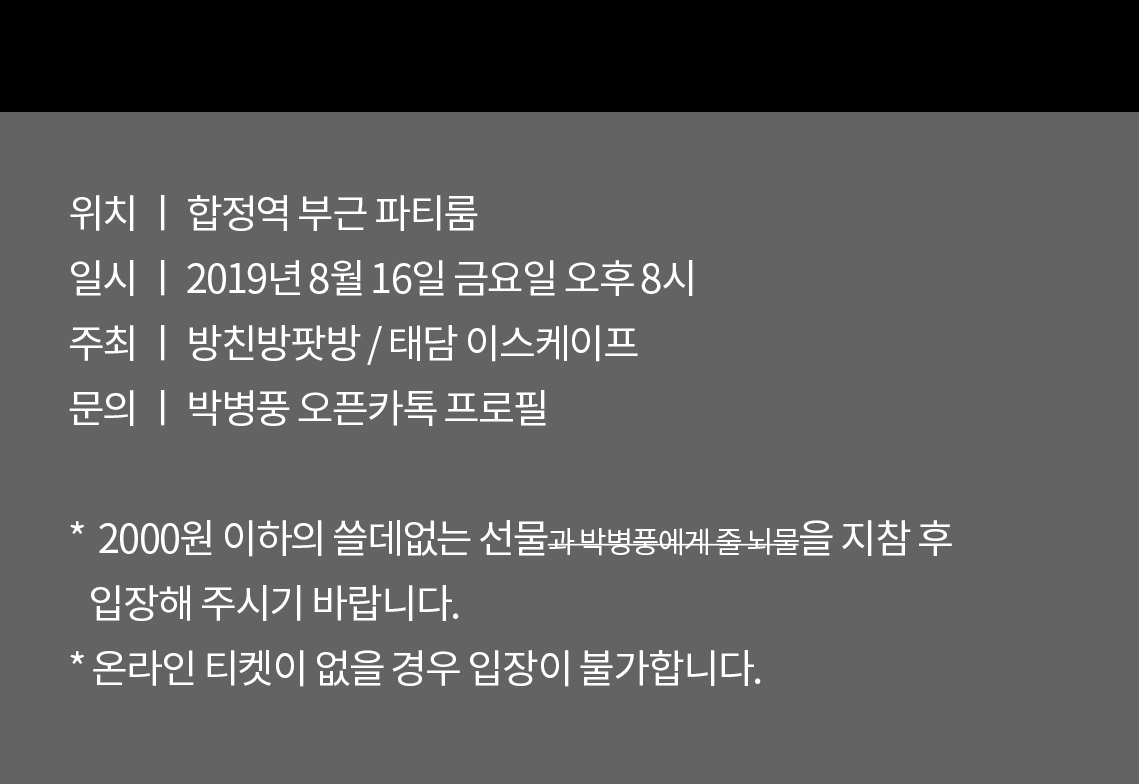 위치 ㅣ 합정역 부근 파티룸
일시 ㅣ 2019년 8월 16일 금요일 오후 8시
주최 ㅣ 방친방팟방 / 태담 이스케이프
문의 ㅣ 박병풍 오픈카톡 프로필
* 2000원 이하의 쓸데없는 선물과 박병풍에게 줄 뇌물을 지참 후
입장해 주시기 바랍니다.
* 온라인 티켓이 없을 경우 입장이 불가합니다.